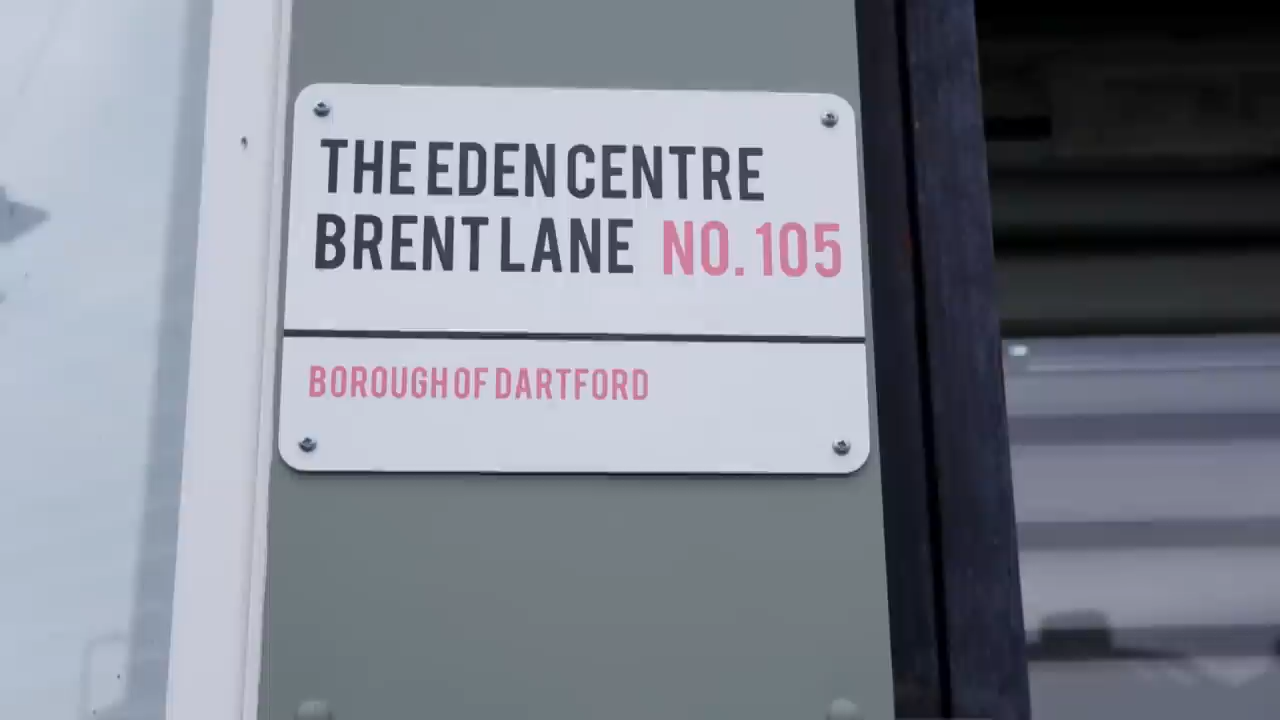 THE EDEN CENTRE
BRENT LANE NO. 105
BOROUGH OF DARTFORD